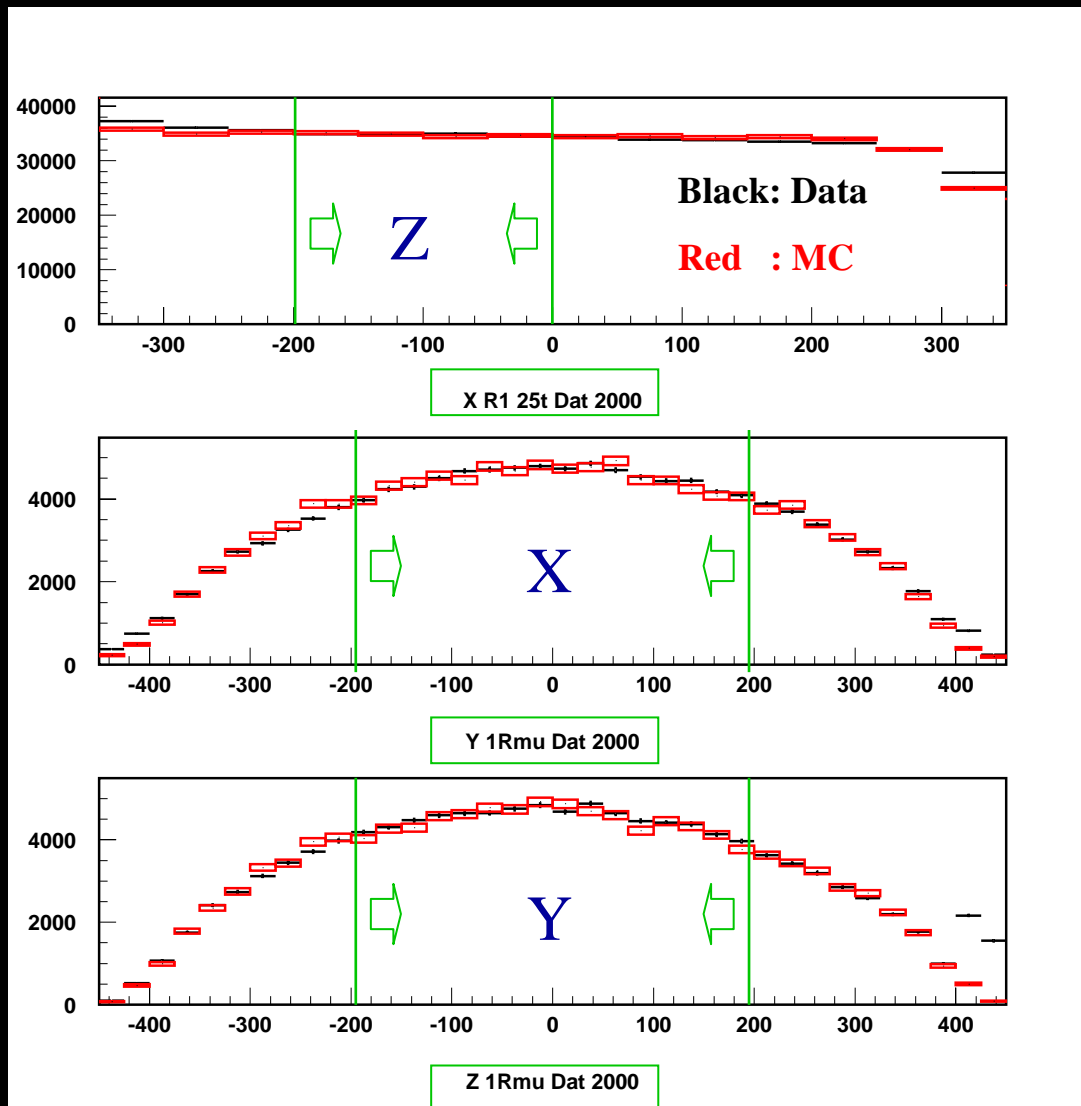 40000
30000
20000
10000
0
Z
Black: Data
Red : MC
-300 -200 -100 0 100 200 300
X R1 25t Dat 2000
4000
2000
0
X
-400 -300 -200 -100 0 100 200 300 400
Y 1Rmu Dat 2000
4000
2000
0
Y
-400 -300 -200 -100 0 100 200 300 400
Z 1Rmu Dat 2000